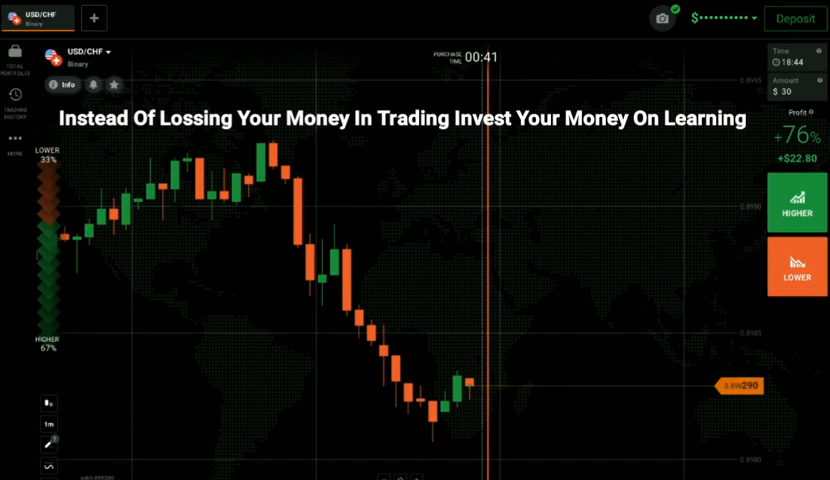 USD/CHF
Binary
+
$••••••••••
Deposit
TOTAL
PORTFOLIO
TRADING
HISTORY
MORE
USD/CHF
Binary
Info
PURCHASE
TIME
00:41
Time
18:44
Amount
$ 30
Profit
+76%
+$22.80
HIGHER
LOWER
Instead Of Lossing Your Money In Trading Invest Your Money On Learning
LOWER
33%
HIGHER
67%
0.8995
0.8990
0.8985
0.898290
0.8980
1m
1